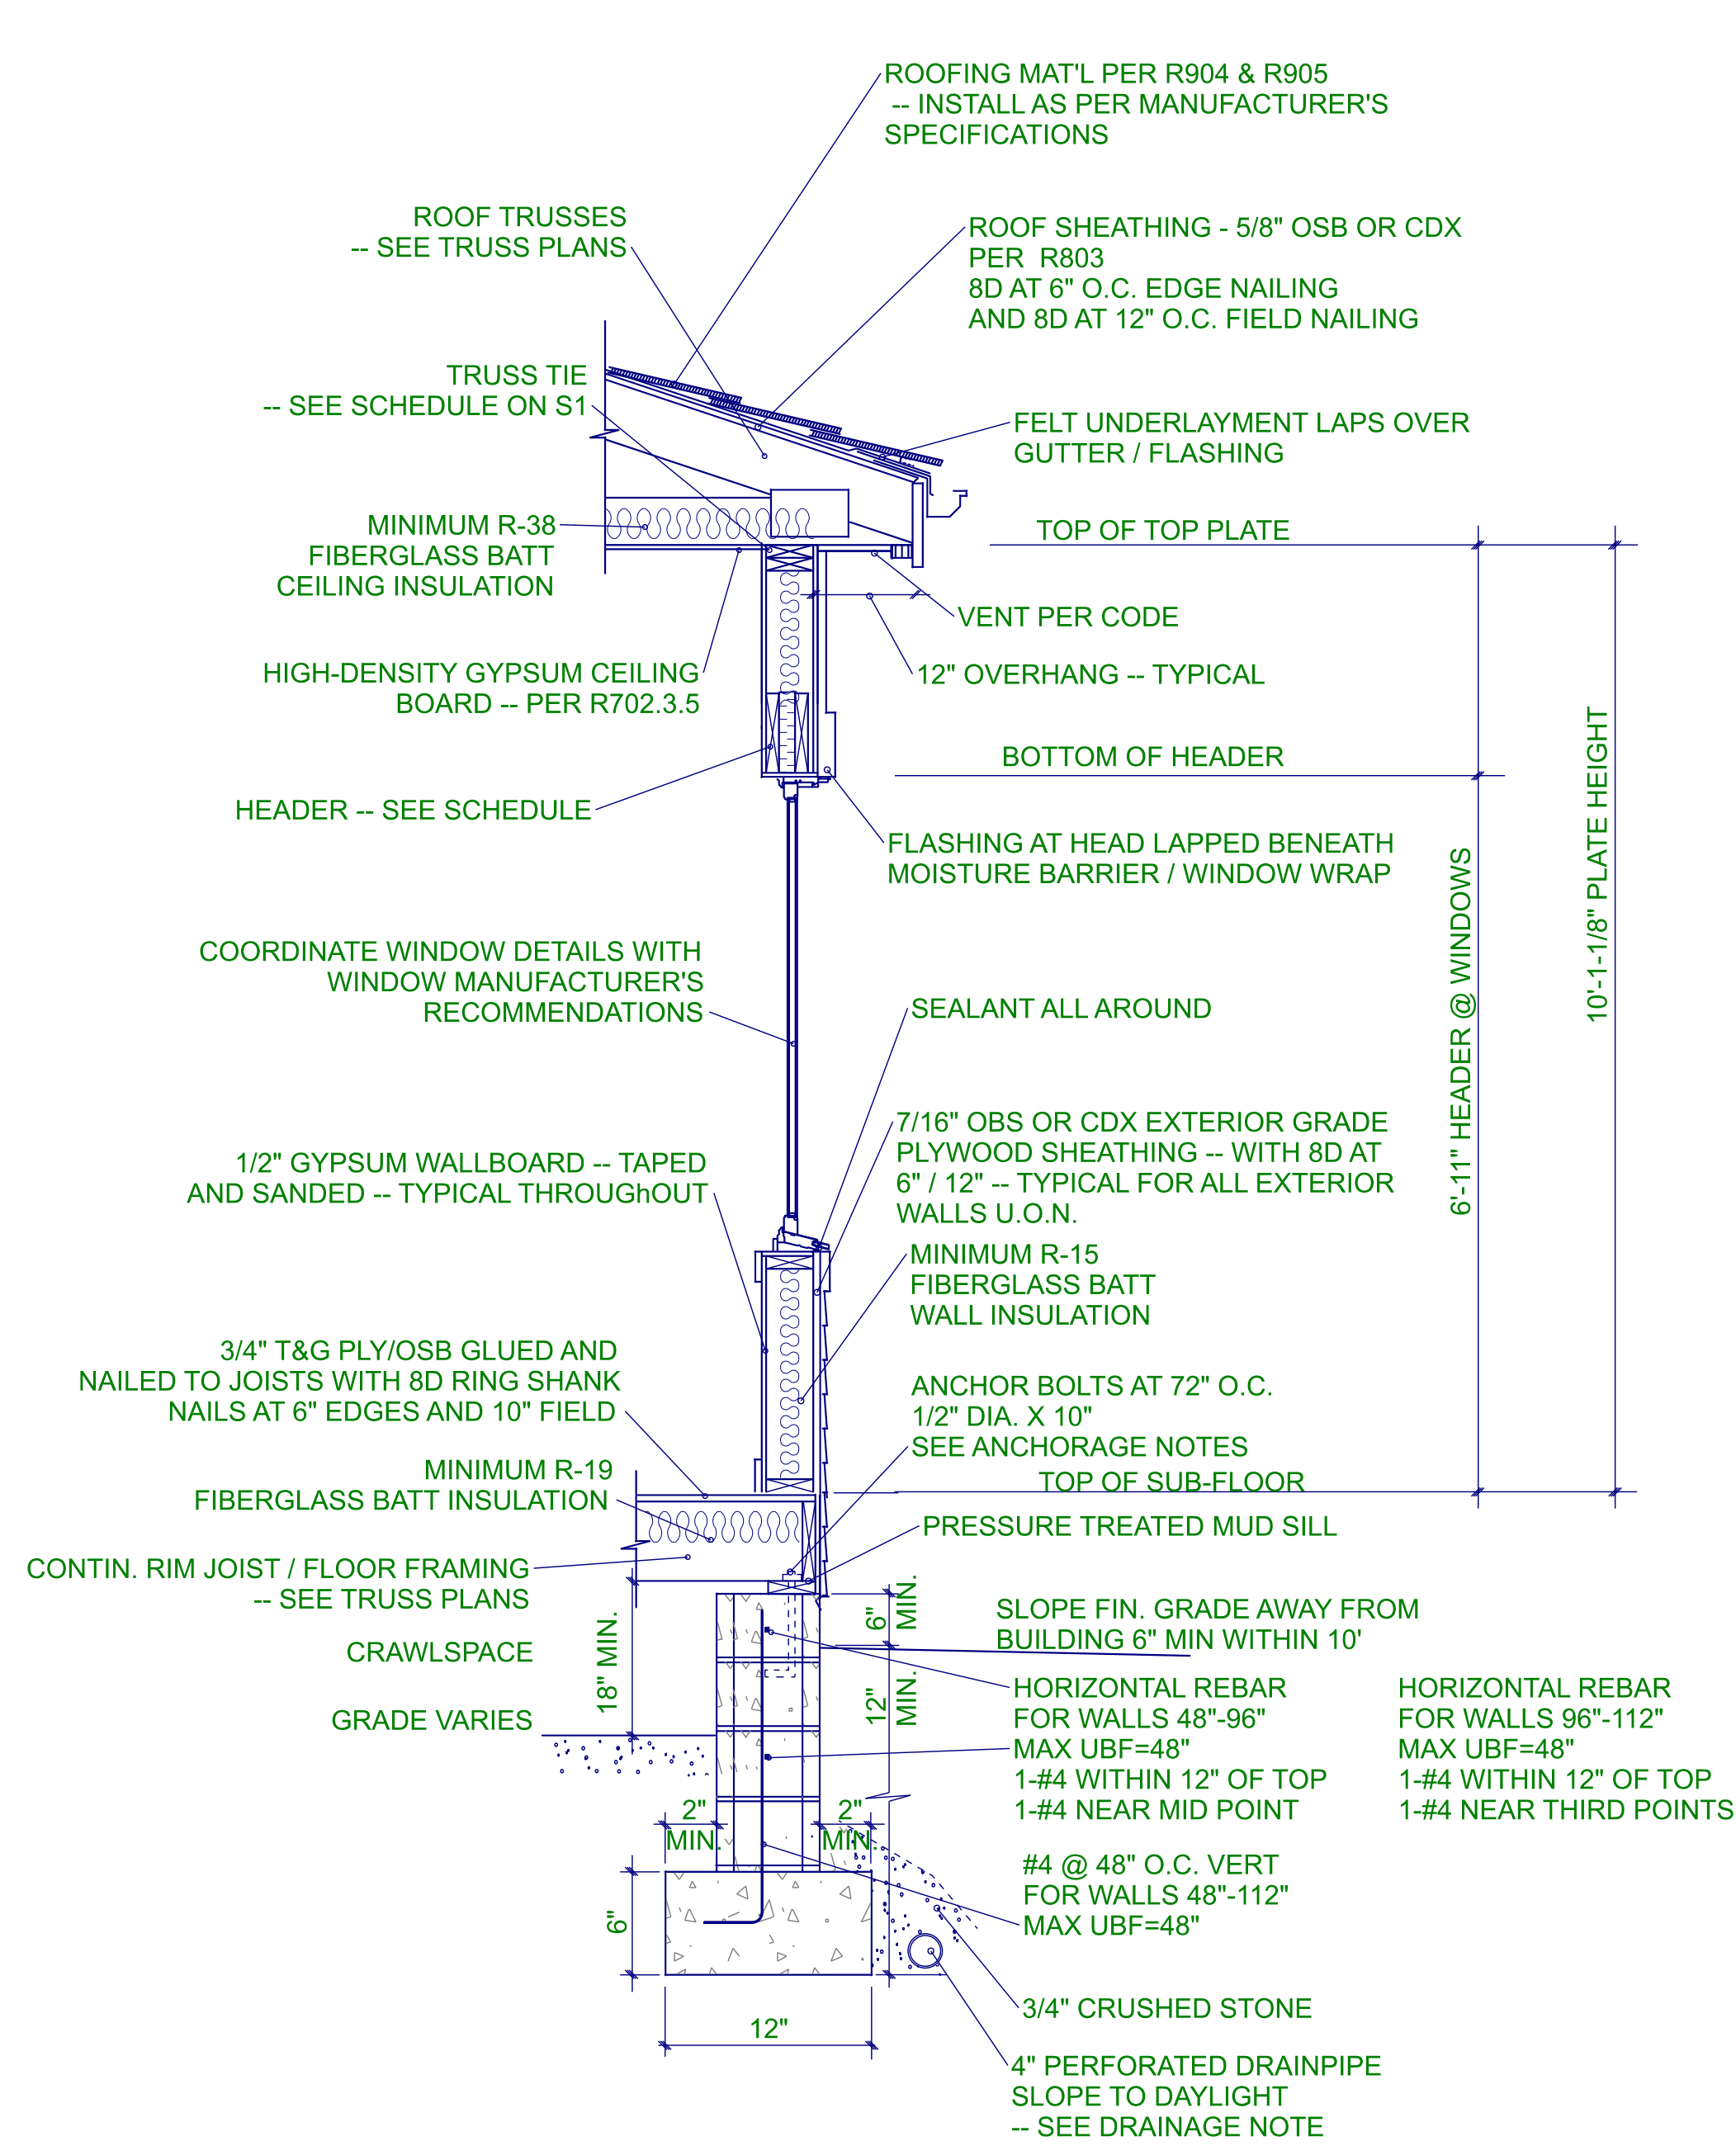 ROOFING MAT'L PER R904 & R905
-- INSTALL AS PER MANUFACTURER'S
SPECIFICATIONS
ROOF TRUSSES
-- SEE TRUSS PLANS
ROOF SHEATHING - 5/8" OSB OR CDX
PER R803
8D AT 6" O.C. EDGE NAILING
AND 8D AT 12" O.C. FIELD NAILING
TRUSS TIE
-- SEE SCHEDULE ON S1
FELT UNDERLAYMENT LAPS OVER
GUTTER / FLASHING
MINIMUM R-38
FIBERGLASS BATT
CEILING INSULATION
TOP OF TOP PLATE
VENT PER CODE
HIGH-DENSITY GYPSUM CEILING
BOARD -- PER R702.3.5
12" OVERHANG -- TYPICAL
BOTTOM OF HEADER
HEADER -- SEE SCHEDULE
FLASHING AT HEAD LAPPED BENEATH
MOISTURE BARRIER / WINDOW WRAP
6'-11" HEADER @ WINDOWS
10'-1-1/8" PLATE HEIGHT
COORDINATE WINDOW DETAILS WITH
WINDOW MANUFACTURER'S
RECOMMENDATIONS
SEALANT ALL AROUND
7/16" OBS OR CDX EXTERIOR GRADE
PLYWOOD SHEATHING -- WITH 8D AT
6" / 12" -- TYPICAL FOR ALL EXTERIOR
WALLS U.O.N.
1/2" GYPSUM WALLBOARD -- TAPED
AND SANDED -- TYPICAL THROUGhOUT
MINIMUM R-15
FIBERGLASS BATT
WALL INSULATION
3/4" T&G PLY/OSB GLUED AND
NAILED TO JOISTS WITH 8D RING SHANK
NAILS AT 6" EDGES AND 10" FIELD
ANCHOR BOLTS AT 72" O.C.
1/2" DIA. X 10"
SEE ANCHORAGE NOTES
MINIMUM R-19
FIBERGLASS BATT INSULATION
TOP OF SUB-FLOOR
PRESSURE TREATED MUD SILL
CONTIN. RIM JOIST / FLOOR FRAMING
-- SEE TRUSS PLANS
6"
MIN.
SLOPE FIN. GRADE AWAY FROM
BUILDING 6" MIN WITHIN 10'
CRAWLSPACE
18" MIN.
GRADE VARIES
12"
MIN.
HORIZONTAL REBAR
FOR WALLS 48"-96"
MAX UBF=48"
1-#4 WITHIN 12" OF TOP
1-#4 NEAR MID POINT
HORIZONTAL REBAR
FOR WALLS 96"-112"
MAX UBF=48"
1-#4 WITHIN 12" OF TOP
1-#4 NEAR THIRD POINTS
2"
MIN.
2"
MIN.
#4 @ 48" O.C. VERT
FOR WALLS 48"-112"
MAX UBF=48"
6"
3/4" CRUSHED STONE
12"
4" PERFORATED DRAINPIPE
SLOPE TO DAYLIGHT
-- SEE DRAINAGE NOTE